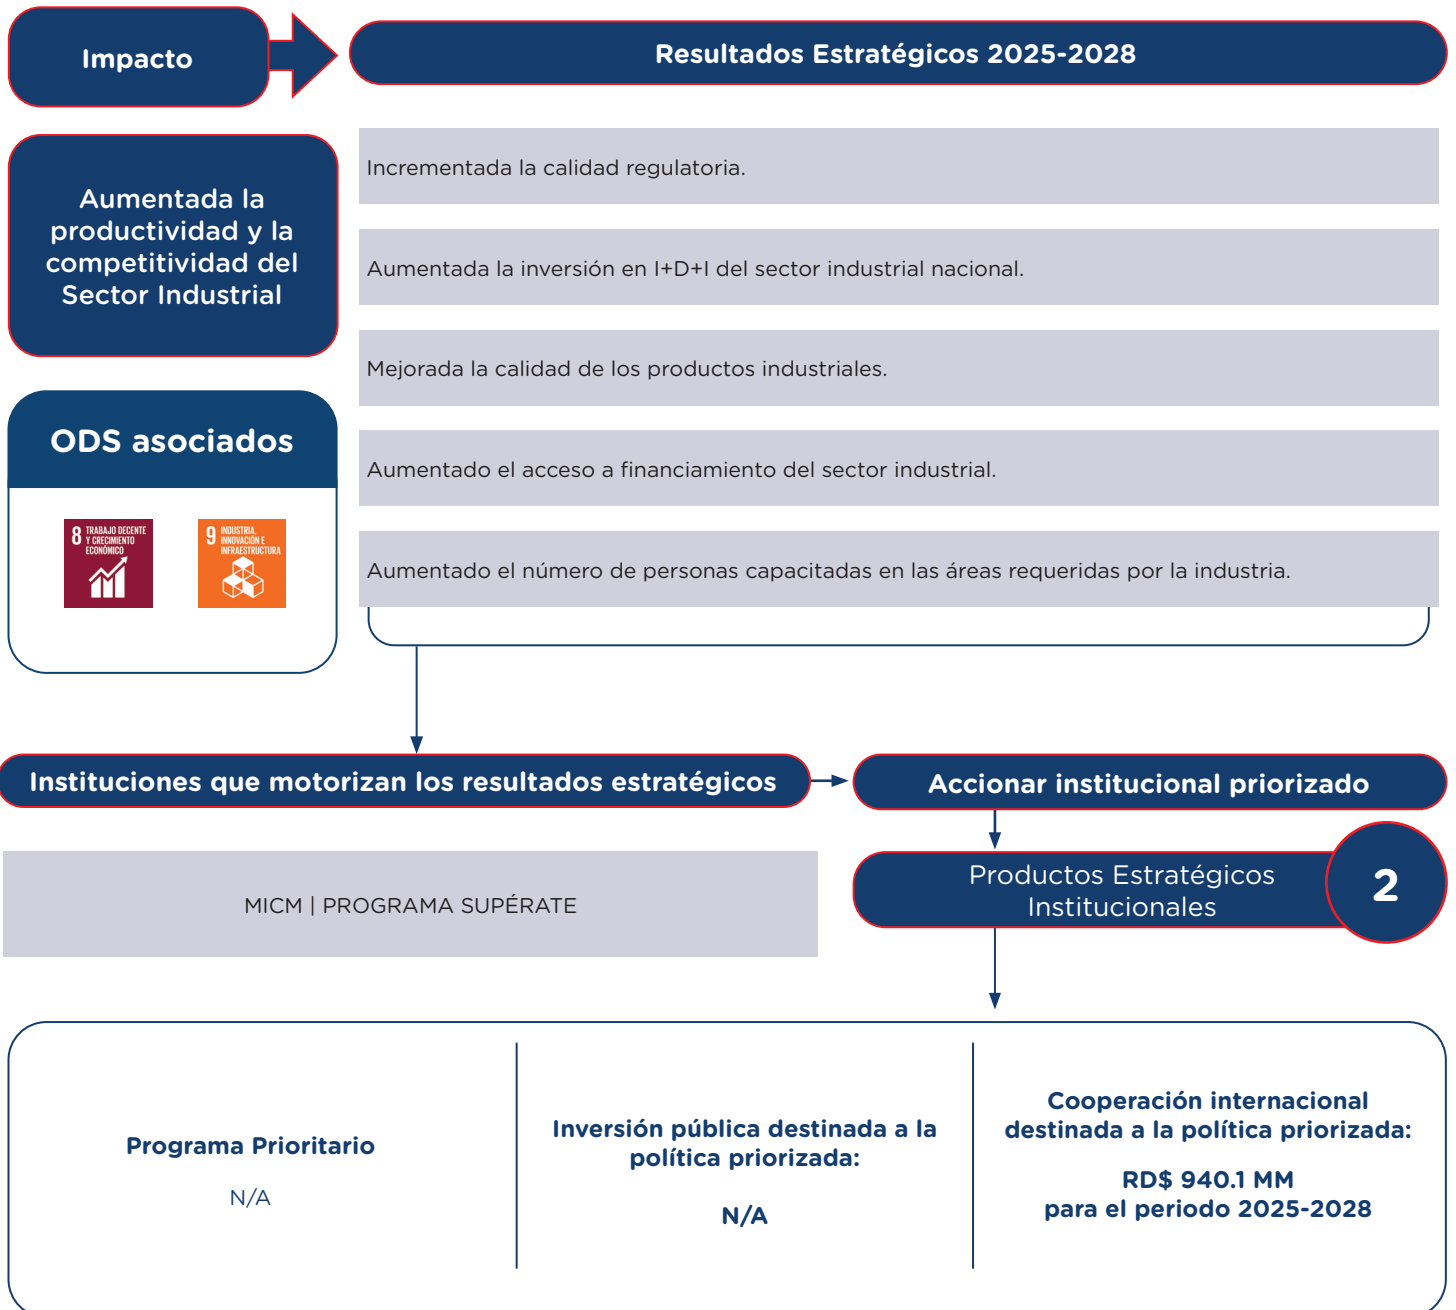 Impacto
Resultados Estratégicos 2025-2028
Aumentada la
productividad y la
competitividad del
Sector Industrial
Incrementada la calidad regulatoria.
Aumentada la inversión en I+D+I del sector industrial nacional.
Mejorada la calidad de los productos industriales.
Aumentado el acceso a financiamiento del sector industrial.
Aumentado el número de personas capacitadas en las áreas requeridas por la industria.
ODS asociados
8 TRABAJO DECENTE
Y CRECIMIENTO
ECONÓMICO
9 INDUSTRIA,
INNOVACIÓN E
INFRAESTRUCTURA
Instituciones que motorizan los resultados estratégicos
Accionar institucional priorizado
MICM | PROGRAMA SUPÉRATE
Productos Estratégicos
Institucionales
2
Programa Prioritario
N/A
Inversión pública destinada a la
política priorizada:
N/A
Cooperación internacional
destinada a la política priorizada:
RD$ 940.1 MM
para el periodo 2025-2028